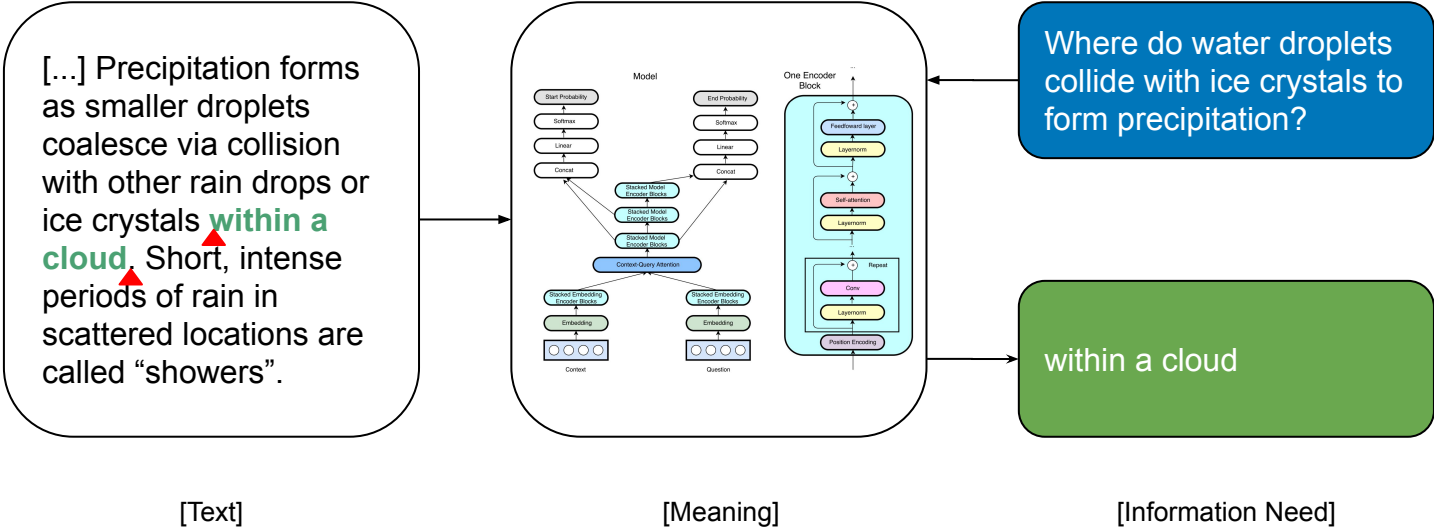 [...] Precipitation forms
as smaller droplets
coalesce via collision
with other rain drops or
ice crystals within a
cloud. Short, intense
periods of rain in
scattered locations are
called “showers”.
[Text]
Model
Start Probability
Softmax
Linear
Concat
End Probability
Softmax
Linear
Concat
Stacked Model
Encoder Blocks
Stacked Model
Encoder Blocks
Stacked Model
Encoder Blocks
Context-Query Attention
Stacked Embedding
Encoder Blocks
Embedding
Context
Stacked Embedding
Encoder Blocks
Embedding
Question
One Encoder
Block
...
+
Feedfoward layer
Layernorm
+
Self-attention
Layernorm
...
+
Repeat
Conv
Layernorm
Position Encoding
[Meaning]
Where do water droplets
collide with ice crystals to
form precipitation?
within a cloud
[Information Need]